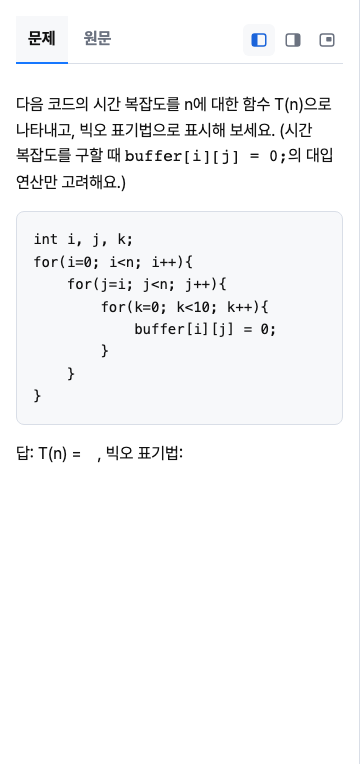 문제 원문
다음 코드의 시간 복잡도를 n에 대한 함수 T(n)으로
나타내고, 빅오 표기법으로 표시해 보세요. (시간
복잡도를 구할 때 buffer[i][j] = 0;의 대입
연산만 고려해요.)
int i, j, k;
for(i=0; i<n; i++){
    for(j=i; j<n; j++){
        for(k=0; k<10; k++){
            buffer[i][j] = 0;
        }
    }
}
답: T(n) =    , 빅오 표기법: